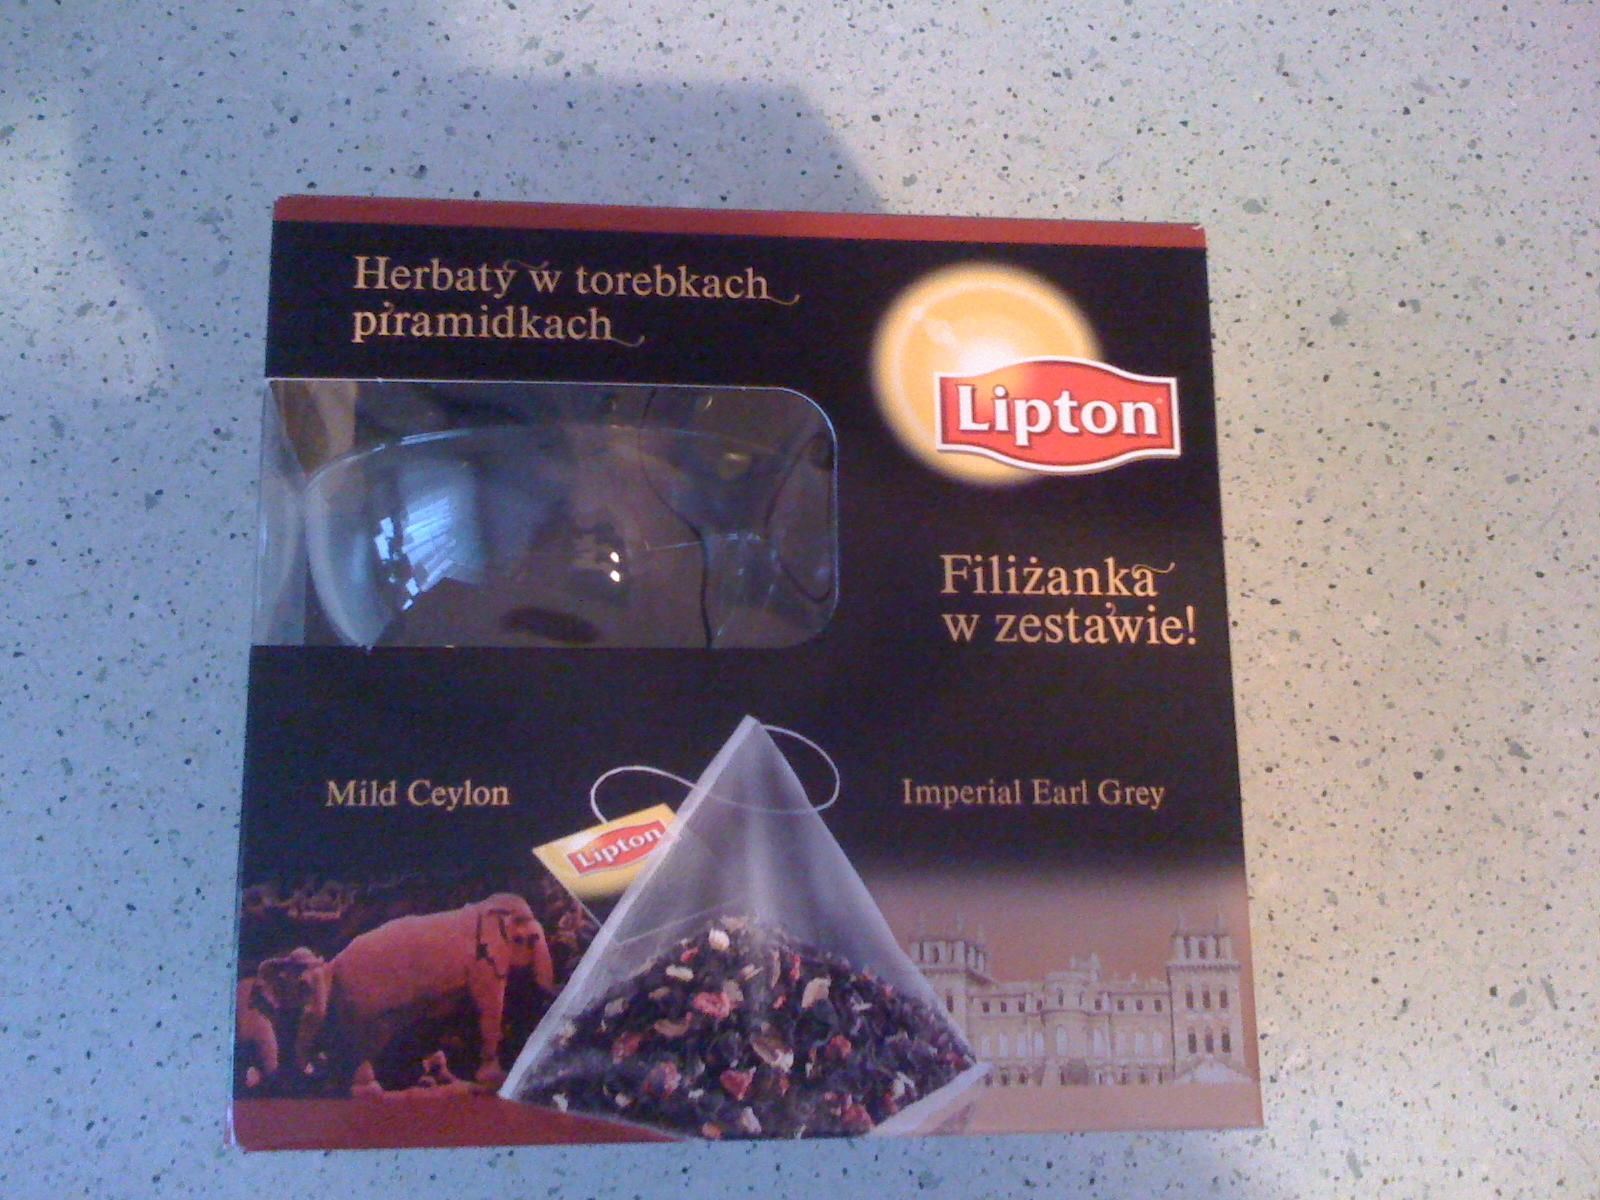 Herbaty w torebkach
piramidkach
Lipton
Filiżanka
w zestawie!
Mild Ceylon
Imperial Earl Grey
Lipton